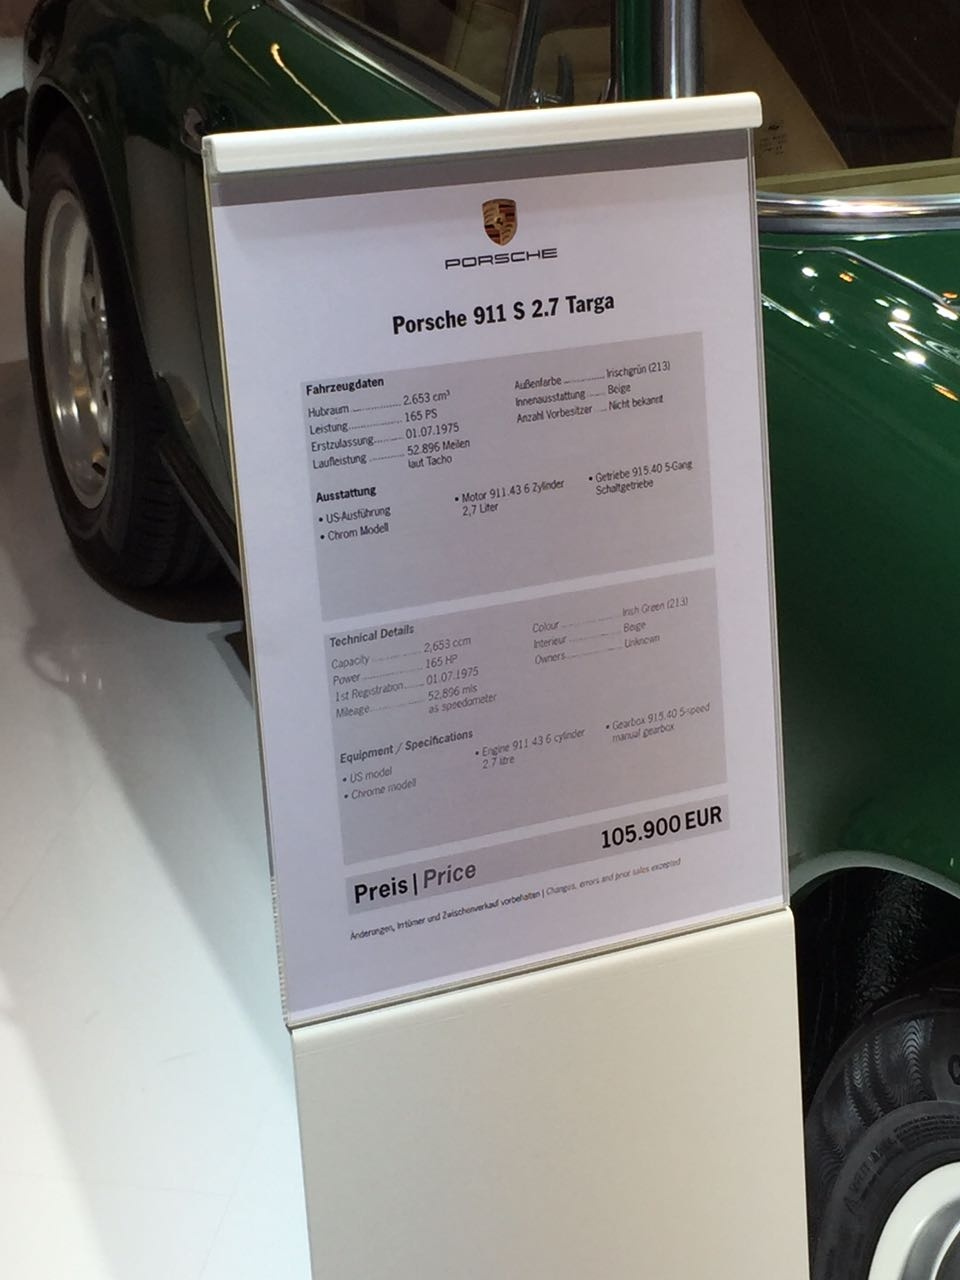 PORSCHE
Porsche 911 S 2.7 Targa
Fahrzeugdaten
Hubraum 2.653 cm³
Leistung 165 PS
Erstzulassung 01.07.1975
Laufleistung 52.896 Meilen
laut Tacho
Außenfarbe Irischgrün (213)
Innenausstattung Beige
Anzahl Vorbesitzer Nicht bekannt
Ausstattung
• US-Ausführung
• Chrom Modell
• Motor 911.43 6 Zylinder
2,7 Liter
• Getriebe 915.40 5-Gang
Schaltgetriebe
Technical Details
Capacity 2,653 ccm
Power 165 HP
1st Registration 01.07.1975
Mileage 52,896 mls
as speedometer
Colour Irish Green (213)
Interieur Beige
Owners Unknown
Equipment / Specifications
• US model
• Chrome modell
• Engine 911 43 6 cylinder
2.7 litre
• Gearbox 915.40 5-speed
manual gearbox
Preis | Price 105.900 EUR
Änderungen, Irrtümer und Zwischenverkauf vorbehalten | Changes, errors and prior sales excepted